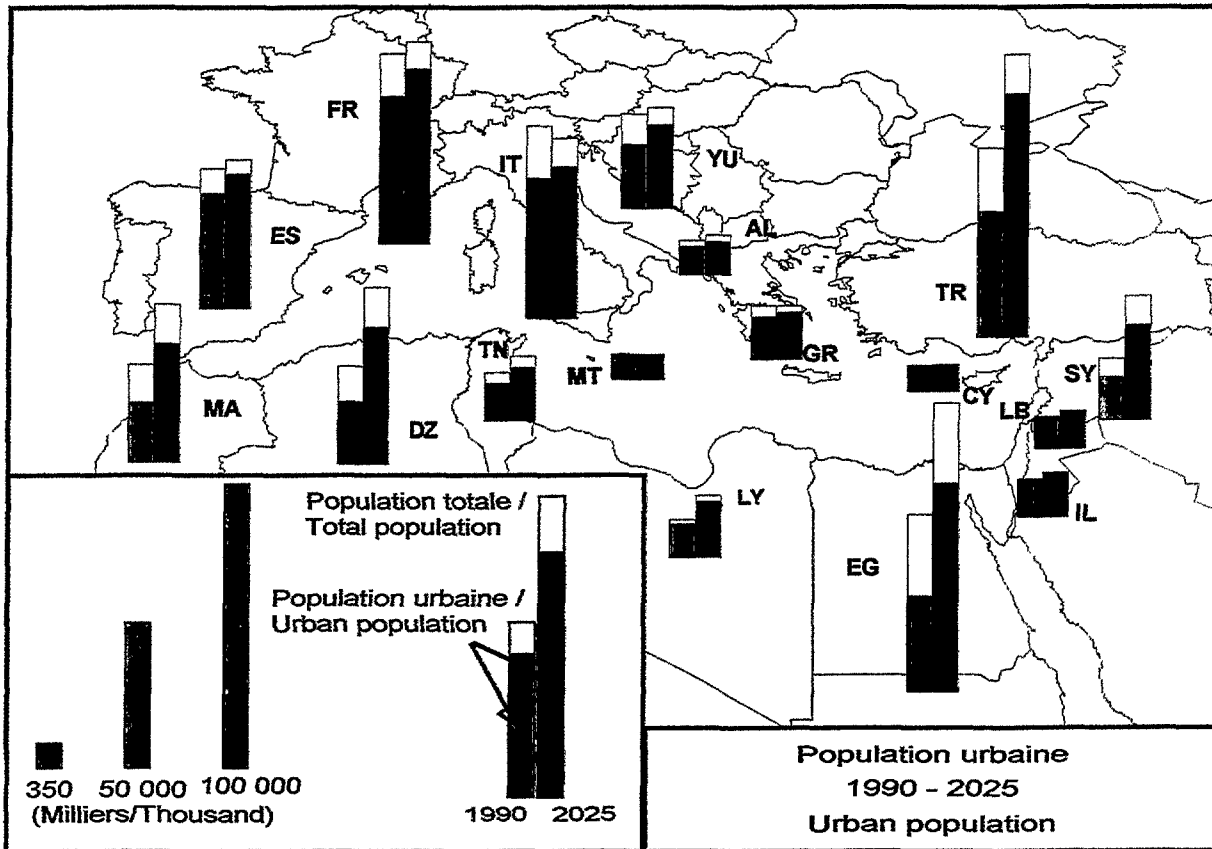 FR
IT
YU
ES
AL
TR
TN
MT
GR
SY
CY
LB
MA
DZ
LY
IL
EG
Population totale /
Total population
Population urbaine /
Urban population
350 50 000 100 000
(Milliers/Thousand)
1990 2025
Population urbaine
1990 - 2025
Urban population